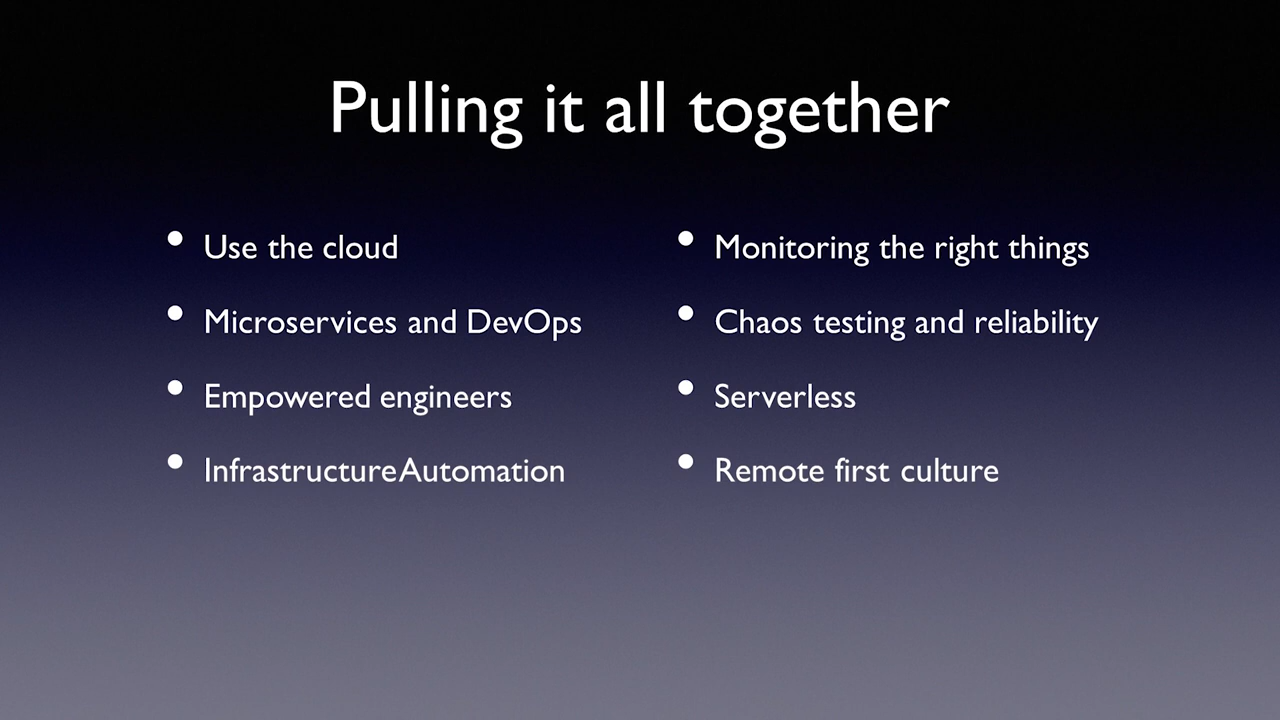 Pulling it all together
• Use the cloud
• Microservices and DevOps
• Empowered engineers
• InfrastructureAutomation
• Monitoring the right things
• Chaos testing and reliability
• Serverless
• Remote first culture